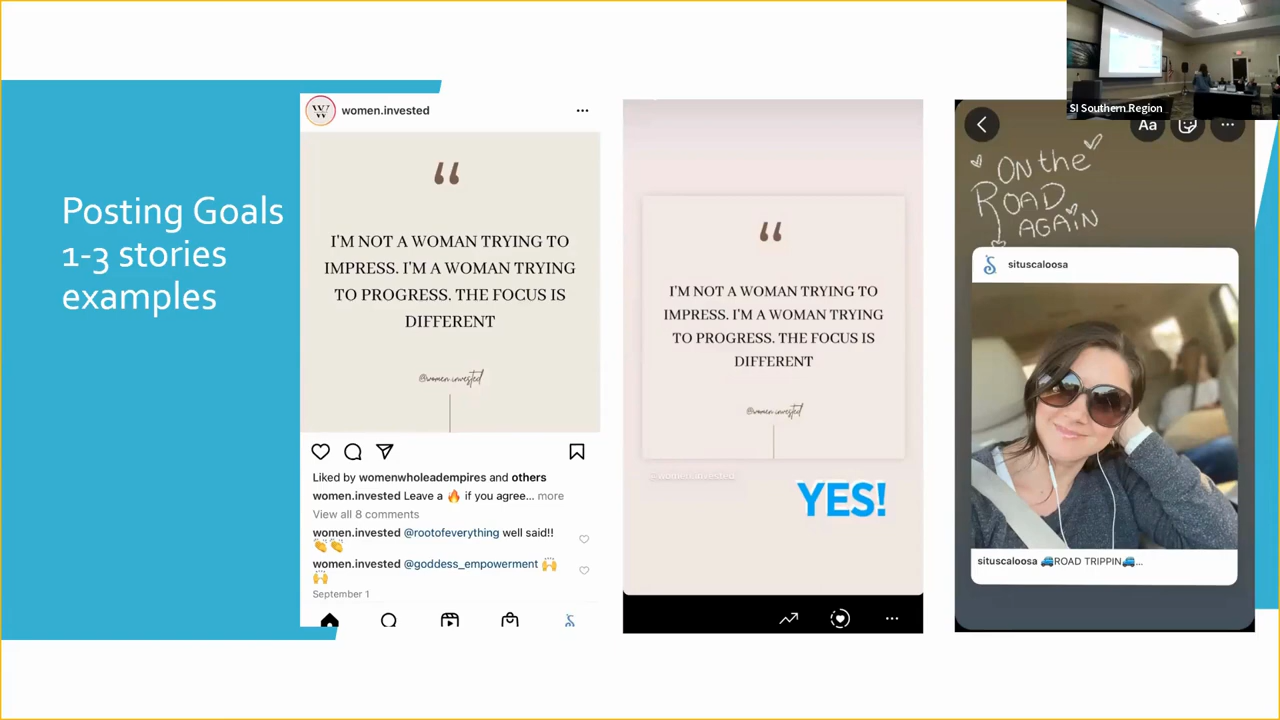 SI Southern Region
Posting Goals
1-3 stories
examples
women.invested
I'M NOT A WOMAN TRYING TO
IMPRESS. I'M A WOMAN TRYING
TO PROGRESS. THE FOCUS IS
DIFFERENT
@women.invested
Liked by womenwholeadempires and others
women.invested Leave a 🔥 if you agree... more
View all 8 comments
women.invested @rootofeverything well said!!
👏👏
women.invested @goddess_empowerment 🙌
🙌
September 1
I'M NOT A WOMAN TRYING TO
IMPRESS. I'M A WOMAN TRYING
TO PROGRESS. THE FOCUS IS
DIFFERENT
@women.invested
@women.invested
YES!
Aa
ON the
ROAD
AGAIN
situscaloosa
situscaloosa 🚙ROAD TRIPPIN🚙...